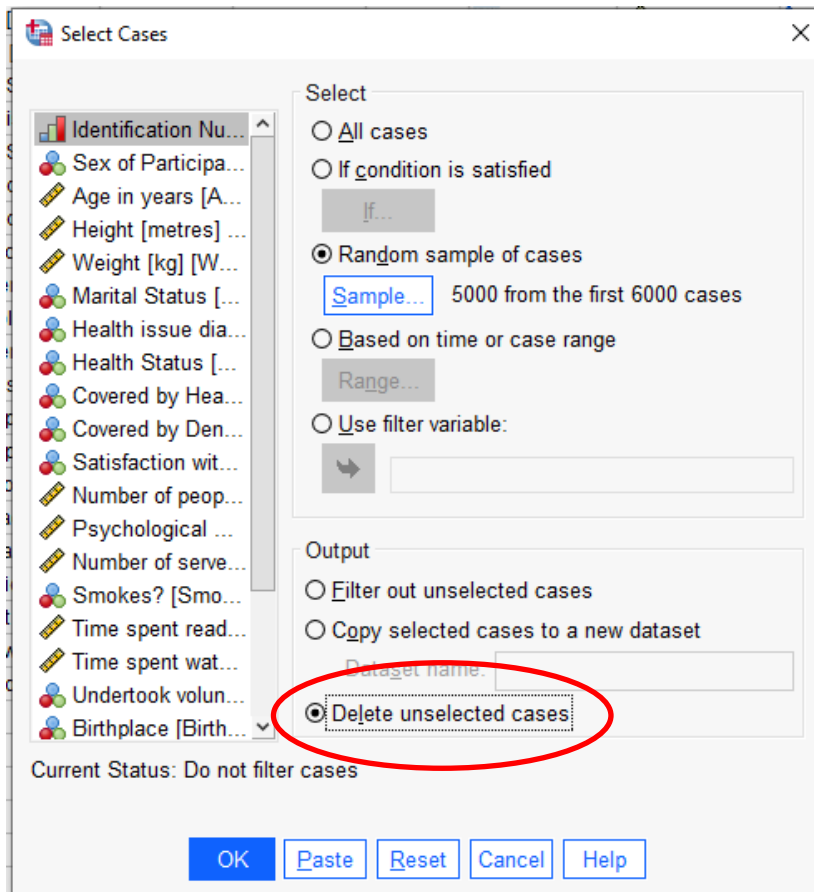 Select Cases
Identification Nu...
Sex of Participa...
Age in years [A...
Height [metres] ...
Weight [kg] [W...
Marital Status [...
Health issue dia...
Health Status [...
Covered by Hea...
Covered by Den...
Satisfaction wit...
Number of peop...
Psychological ...
Number of serve...
Smokes? [Smo...
Time spent read...
Time spent wat...
Undertook volun...
Birthplace [Birth...
Select
All cases
If condition is satisfied
If...
Random sample of cases
Sample... 5000 from the first 6000 cases
Based on time or case range
Range...
Use filter variable:
Output
Filter out unselected cases
Copy selected cases to a new dataset
Dataset name:
Delete unselected cases
Current Status: Do not filter cases
OK Paste Reset Cancel Help